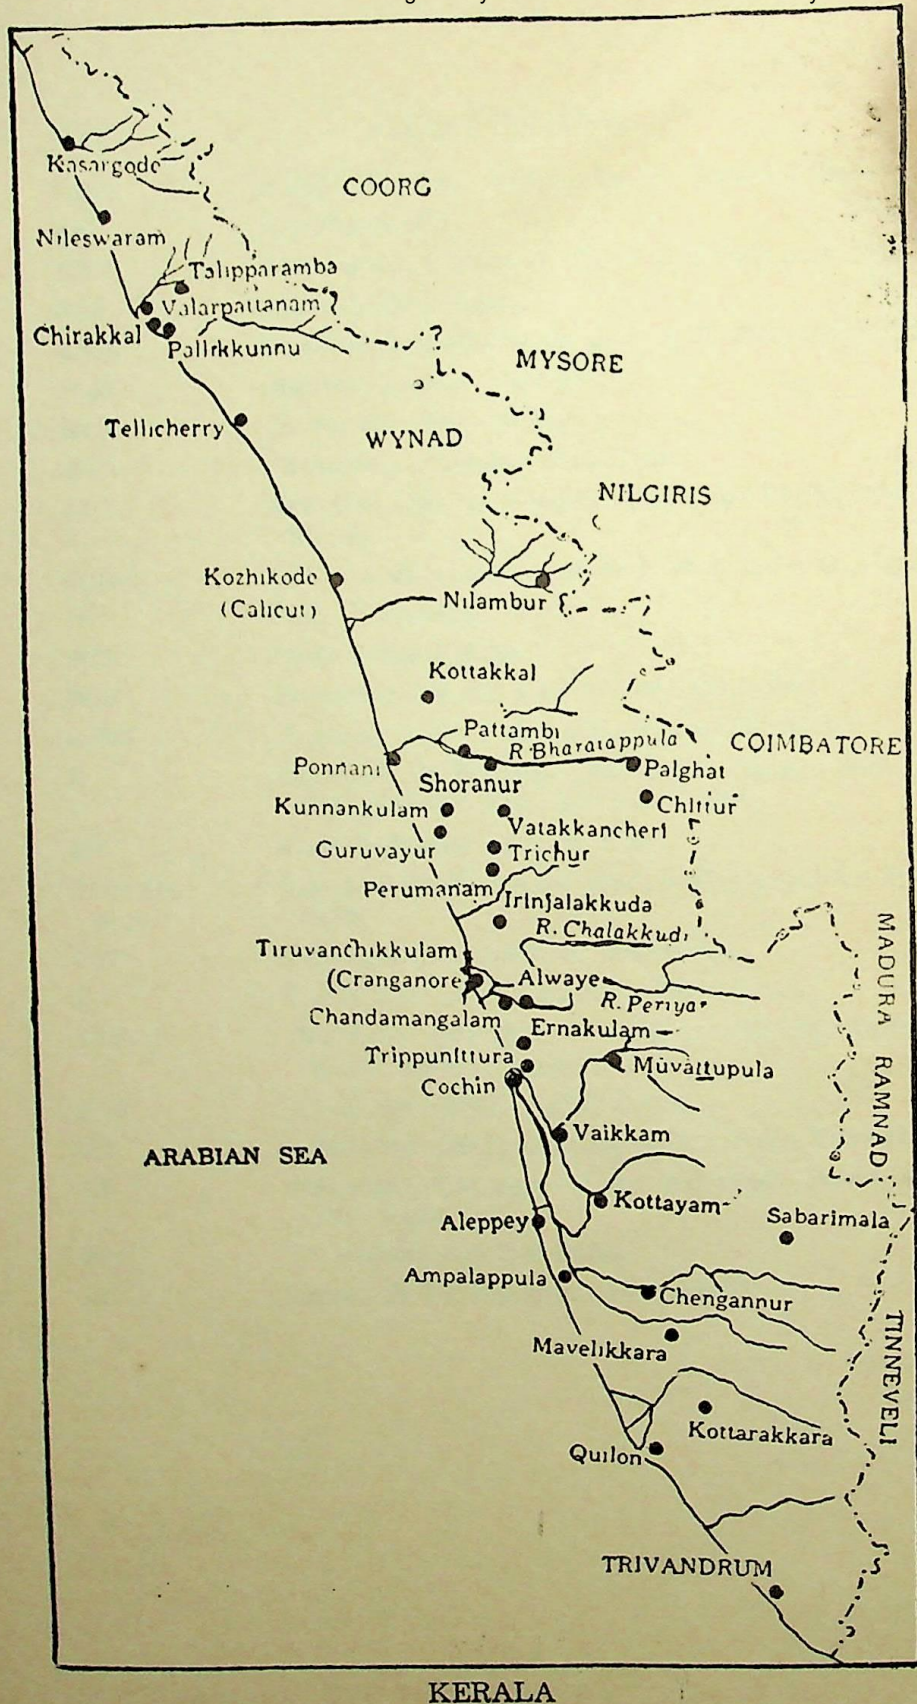 Kasargode
COORG
Nileswaram
Talipparamba
Valarpattanam
Chirakkal
Pallikkunnu
MYSORE
Tellicherry
WYNAD
NILGIRIS
Kozhikode
(Calicut)
Nilambur
Kottakkal
Pattambi
R. Bharatappula
COIMBATORE
Ponnani
Palghat
Shoranur
Chittur
Kunnankulam
Vatakkancheri
Guruvayur
Trichur
Perumanam
Irinjalakkuda
R. Chalakkudi
MADURA
Tiruvanchikkulam
(Cranganore)
Alwaye
R. Periyar
Chandamangalam
Ernakulam
Trippunittura
Muvattupula
RAMNAD
Cochin
Vaikkam
ARABIAN SEA
Kottayam
Sabarimala
Aleppey
Ampalappula
Chengannur
TINNEVELI
Mavelikkara
Kottarakkara
Quilon
TRIVANDRUM
KERALA